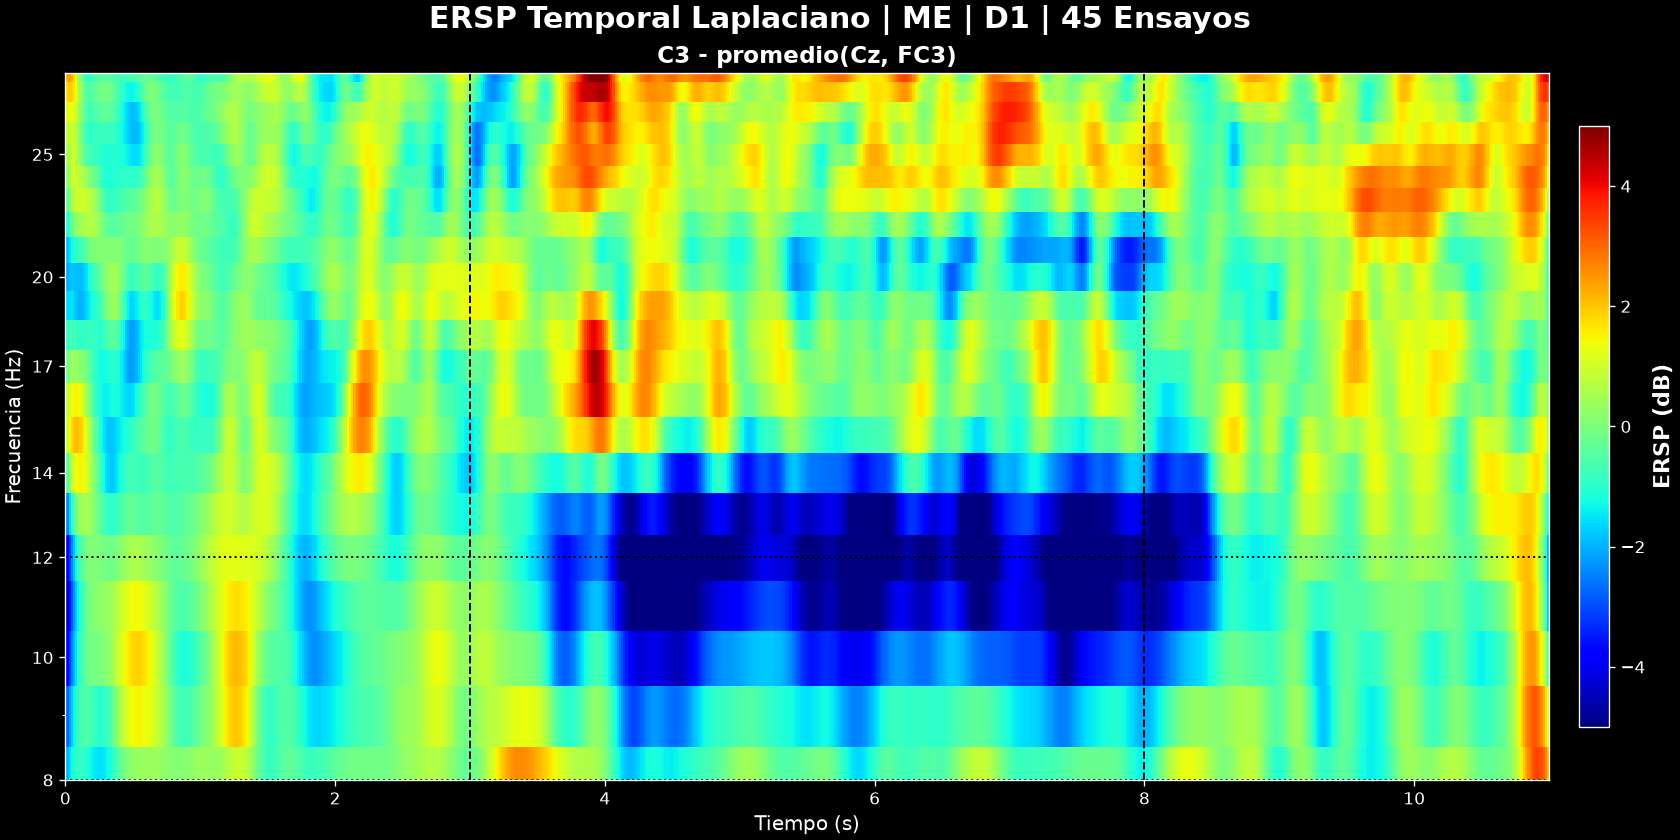 ERSP Temporal Laplaciano | ME | D1 | 45 Ensayos
C3 - promedio(Cz, FC3)
25
20
17
14
12
10
8
Frecuencia (Hz)
0 2 4 6 8 10
Tiempo (s)
4
2
0
−2
−4
ERSP (dB)